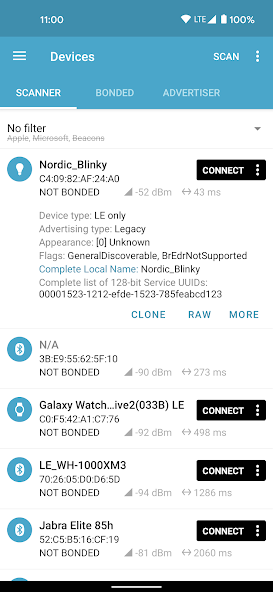 11:00 LTE 100%
Devices SCAN
SCANNER BONDED ADVERTISER
No filter
Apple, Microsoft, Beacons
Nordic_Blinky
C4:09:82:AF:24:A0
CONNECT
NOT BONDED -52 dBm 43 ms
Device type: LE only
Advertising type: Legacy
Appearance: [0] Unknown
Flags: GeneralDiscoverable, BrEdrNotSupported
Complete Local Name: Nordic_Blinky
Complete list of 128-bit Service UUIDs:
00001523-1212-efde-1523-785feabcd123
CLONE RAW MORE
N/A
3B:E9:55:62:5F:10
NOT BONDED -90 dBm 273 ms
Galaxy Watch...ive2(033B) LE
C0:F5:42:A1:C7:76
CONNECT
NOT BONDED -92 dBm 498 ms
LE_WH-1000XM3
70:26:05:D0:D6:5D
CONNECT
NOT BONDED -94 dBm 1286 ms
Jabra Elite 85h
52:C5:B5:16:CF:19
CONNECT
NOT BONDED -81 dBm 2060 ms